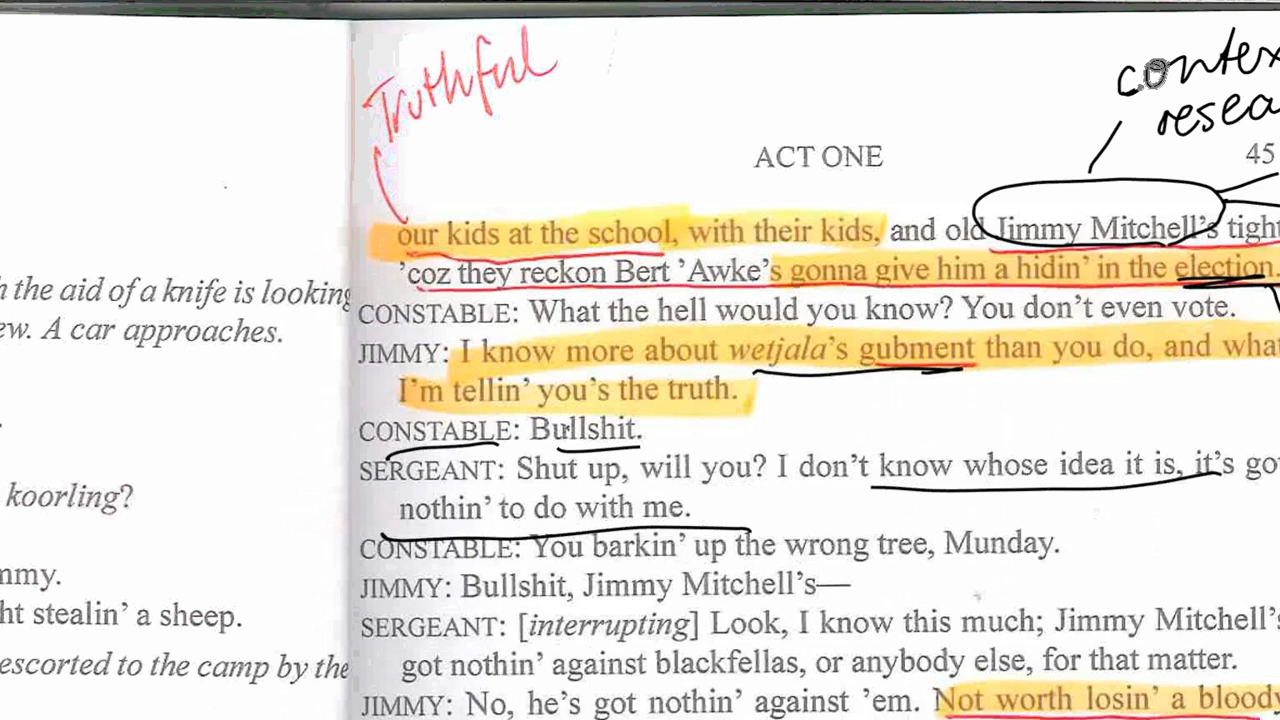 h the aid of a knife is looking
ew. A car approaches.
koorling?
mmy.
ht stealin' a sheep.
escorted to the camp by the
Truthful
contex
resea
ACT ONE
45
our kids at the school, with their kids, and old Jimmy Mitchell's tight
'coz they reckon Bert 'Awke's gonna give him a hidin' in the election
CONSTABLE: What the hell would you know? You don't even vote.
JIMMY: I know more about wetjala's gubment than you do, and what
I'm tellin' you's the truth.
CONSTABLE: Bullshit.
SERGEANT: Shut up, will you? I don't know whose idea it is, it's go
nothin' to do with me.
CONSTABLE: You barkin' up the wrong tree, Munday.
JIMMY: Bullshit, Jimmy Mitchell's—
SERGEANT: [interrupting] Look, I know this much; Jimmy Mitchell's
got nothin' against blackfellas, or anybody else, for that matter.
JIMMY: No, he's got nothin' against 'em. Not worth losin' a bloody